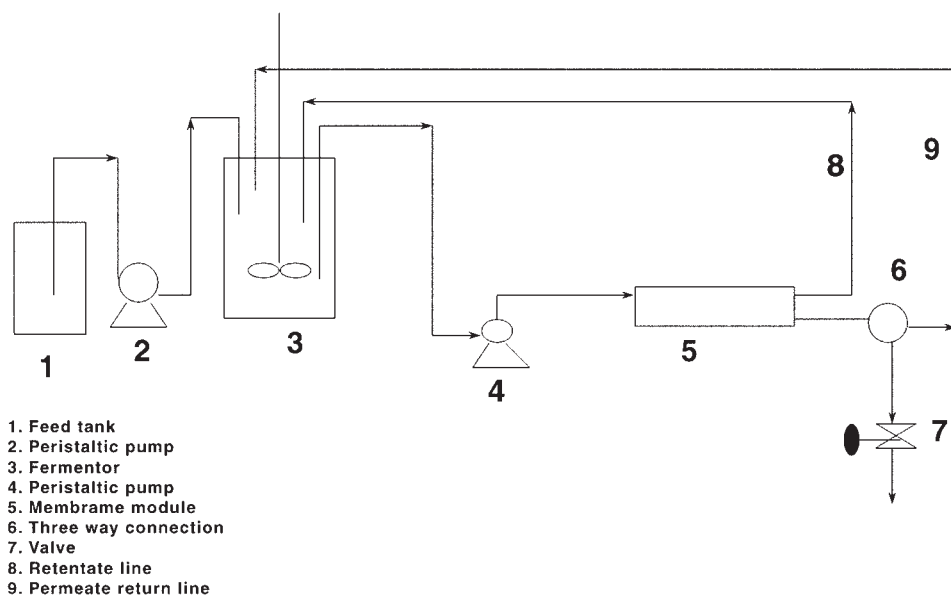 9
8
6
1
2
3
4
5
7
1. Feed tank
2. Peristaltic pump
3. Fermentor
4. Peristaltic pump
5. Membrame module
6. Three way connection
7. Valve
8. Retentate line
9. Permeate return line